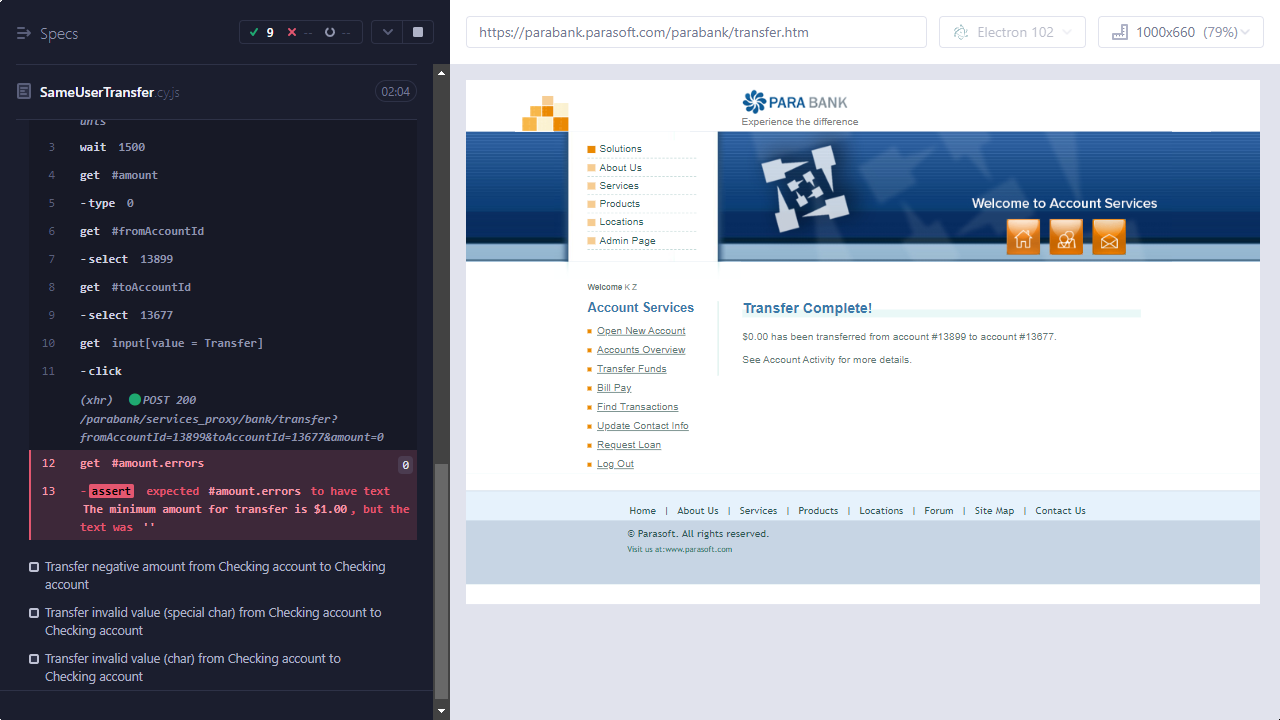 Specs
9
--
--
SameUserTransfer.cy.js
02:04
unts
3 wait 1500
4 get #amount
5 -type 0
6 get #fromAccountId
7 -select 13899
8 get #toAccountId
9 -select 13677
10 get input[value = Transfer]
11 -click
(xhr) POST 200
/parabank/services_proxy/bank/transfer?
fromAccountId=13899&toAccountId=13677&amount=0
12 get #amount.errors 0
13 -assert expected #amount.errors to have text
The minimum amount for transfer is $1.00, but the
text was ''
Transfer negative amount from Checking account to Checking
account
Transfer invalid value (special char) from Checking account to
Checking account
Transfer invalid value (char) from Checking account to
Checking account
https://parabank.parasoft.com/parabank/transfer.htm
Electron 102
1000x660 (79%)
PARA BANK
Experience the difference
Solutions
About Us
Services
Products
Locations
Admin Page
Welcome to Account Services
Welcome K Z
Account Services
Open New Account
Accounts Overview
Transfer Funds
Bill Pay
Find Transactions
Update Contact Info
Request Loan
Log Out
Transfer Complete!
$0.00 has been transferred from account #13899 to account #13677.
See Account Activity for more details.
Home | About Us | Services | Products | Locations | Forum | Site Map | Contact Us
© Parasoft. All rights reserved.
Visit us at:www.parasoft.com